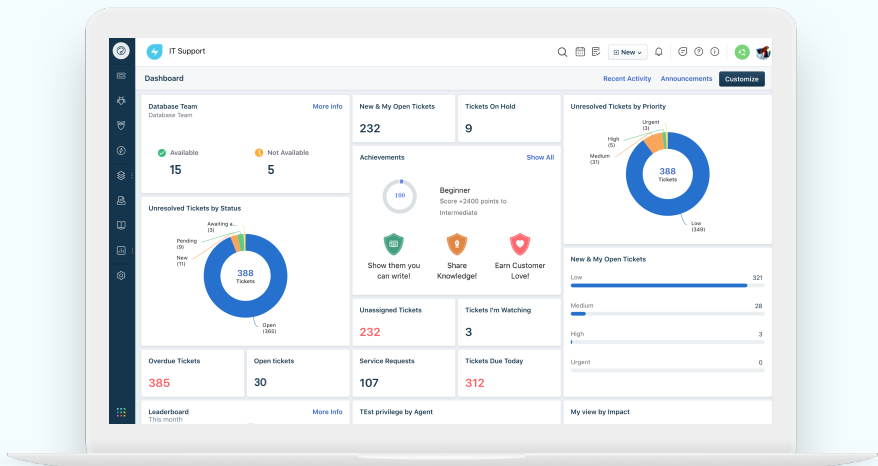 IT Support
New
Dashboard
Recent Activity
Announcements
Customize
Database Team
More info
Database Team
Available
Not Available
15
5
New & My Open Tickets
232
Tickets On Hold
9
Unresolved Tickets by Priority
Urgent
(3)
High
(5)
Medium
(31)
388
Tickets
Low
(349)
Achievements
Show All
100
Beginner
Score +2400 points to
Intermediate
Show them you
can write!
Share
Knowledge!
Earn Customer
Love!
Unresolved Tickets by Status
Awaiting a...
(3)
Pending
(9)
New
(11)
388
Tickets
Open
(365)
New & My Open Tickets
Low
321
Medium
28
High
3
Urgent
0
Unassigned Tickets
232
Tickets I'm Watching
3
Overdue Tickets
385
Open tickets
30
Service Requests
107
Tickets Due Today
312
Leaderboard
More Info
This month
TEst privilege by Agent
My view by Impact